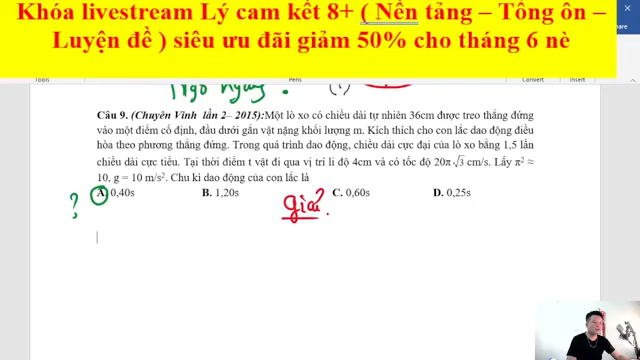 Khóa livestream Lý cam kết 8+ ( Nền tảng – Tổng ôn –
Luyện đề ) siêu ưu đãi giảm 50% cho tháng 6 nè
Tools
Pens
Convert
Insert
Câu 9. (Chuyên Vinh lần 2– 2015):Một lò xo có chiều dài tự nhiên 36cm được treo thẳng đứng
vào một điểm cố định, đầu dưới gắn vật nặng khối lượng m. Kích thích cho con lắc dao động điều
hòa theo phương thẳng đứng. Trong quá trình dao động, chiều dài cực đại của lò xo bằng 1,5 lần
chiều dài cực tiểu. Tại thời điểm t vật đi qua vị trí li độ 4cm và có tốc độ 20π√3 cm/s. Lấy π² ≈
10, g = 10 m/s². Chu kì dao động của con lắc là
A. 0,40s B. 1,20s C. 0,60s D. 0,25s
?
giải?